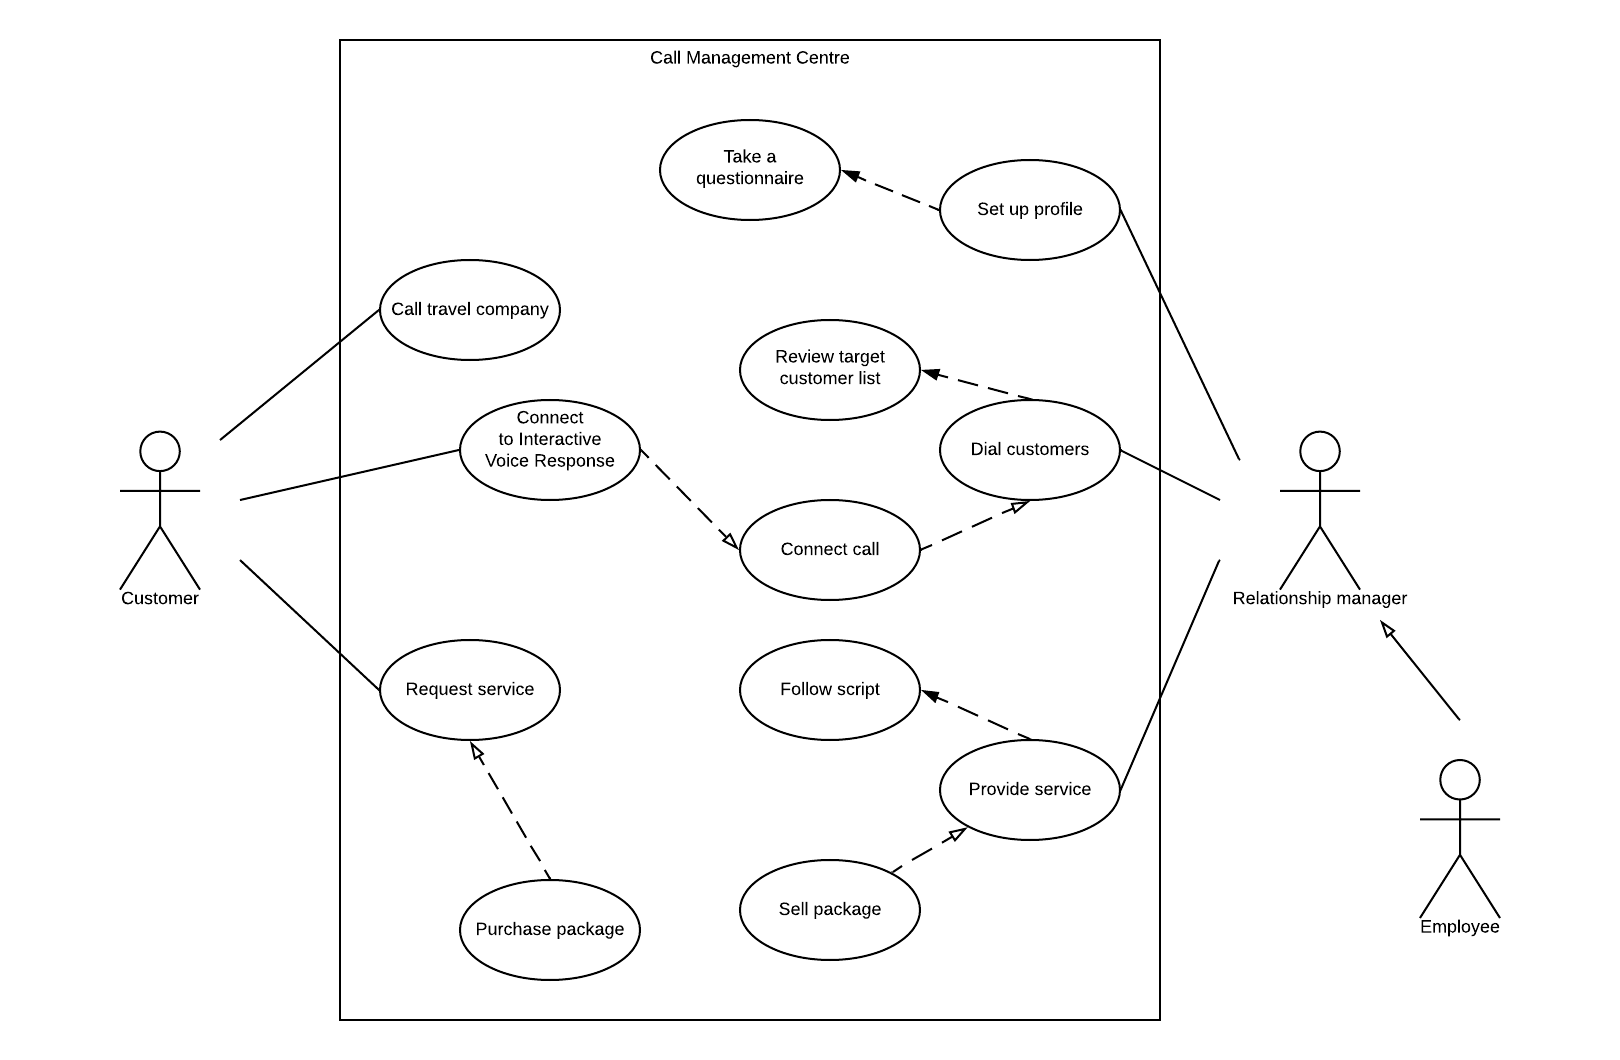 Call Management Centre
Take a
questionnaire
Set up profile
Call travel company
Review target
customer list
Connect
to Interactive
Voice Response
Dial customers
Connect call
Customer
Relationship manager
Request service
Follow script
Provide service
Purchase package
Sell package
Employee